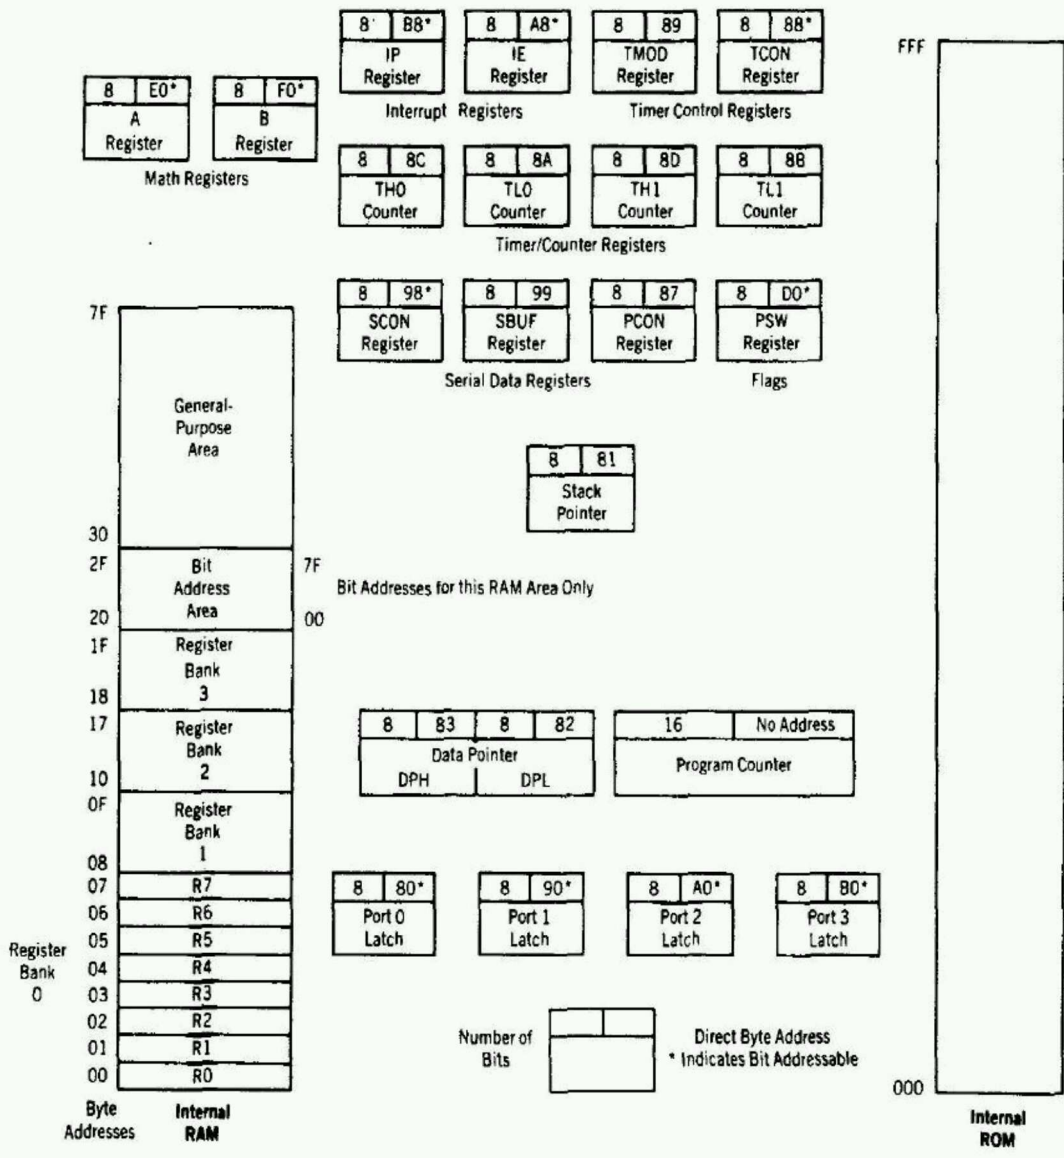 8 B8* 8 A8* 8 89 8 88*
IP Register IE Register TMOD Register TCON Register
Interrupt Registers Timer Control Registers
8 E0* 8 F0*
A Register B Register
Math Registers
8 8C 8 8A 8 8D 8 8B
TH0 Counter TL0 Counter TH1 Counter TL1 Counter
Timer/Counter Registers
8 98* 8 99 8 87 8 D0*
SCON Register SBUF Register PCON Register PSW Register
Serial Data Registers Flags
8 81
Stack
Pointer
7F
General-
Purpose
Area
30
2F Bit 7F
Address Bit Addresses for this RAM Area Only
20 Area 00
1F Register
Bank
18 3
17 Register
Bank
10 2
0F Register
Bank
08 1
07 R7
06 R6
05 R5
04 R4
03 R3
02 R2
01 R1
00 R0
Register
Bank
0
Byte
Addresses
Internal
RAM
8 83 8 82
Data Pointer
DPH DPL
16 No Address
Program Counter
8 80* 8 90* 8 A0* 8 B0*
Port 0 Latch Port 1 Latch Port 2 Latch Port 3 Latch
Number of
Bits
Direct Byte Address
* Indicates Bit Addressable
FFF
000
Internal
ROM